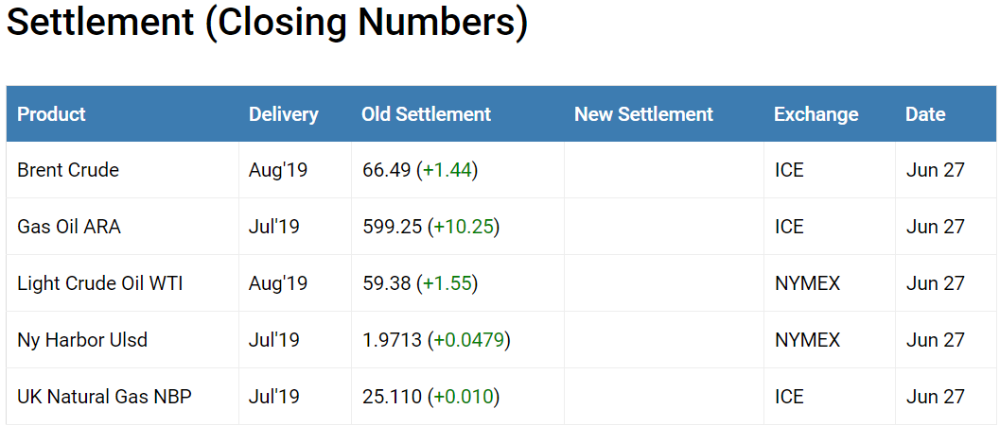 Settlement (Closing Numbers)
Product Delivery Old Settlement New Settlement Exchange Date
Brent Crude Aug'19 66.49 (+1.44) ICE Jun 27
Gas Oil ARA Jul'19 599.25 (+10.25) ICE Jun 27
Light Crude Oil WTI Aug'19 59.38 (+1.55) NYMEX Jun 27
Ny Harbor Ulsd Jul'19 1.9713 (+0.0479) NYMEX Jun 27
UK Natural Gas NBP Jul'19 25.110 (+0.010) ICE Jun 27